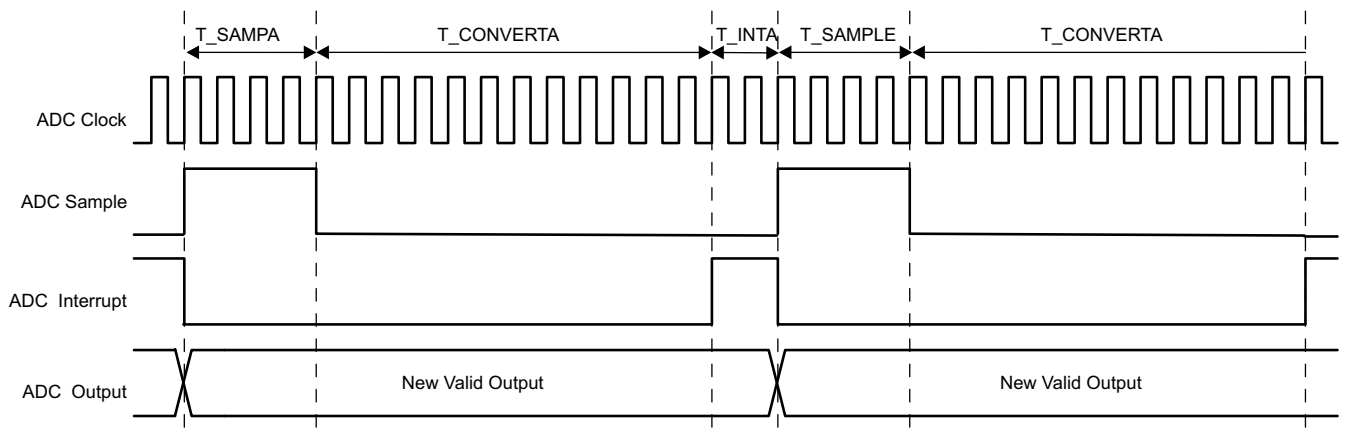 T_SAMPA T_CONVERTA T_INTA T_SAMPLE T_CONVERTA
ADC Clock
ADC Sample
ADC Interrupt
ADC Output New Valid Output New Valid Output